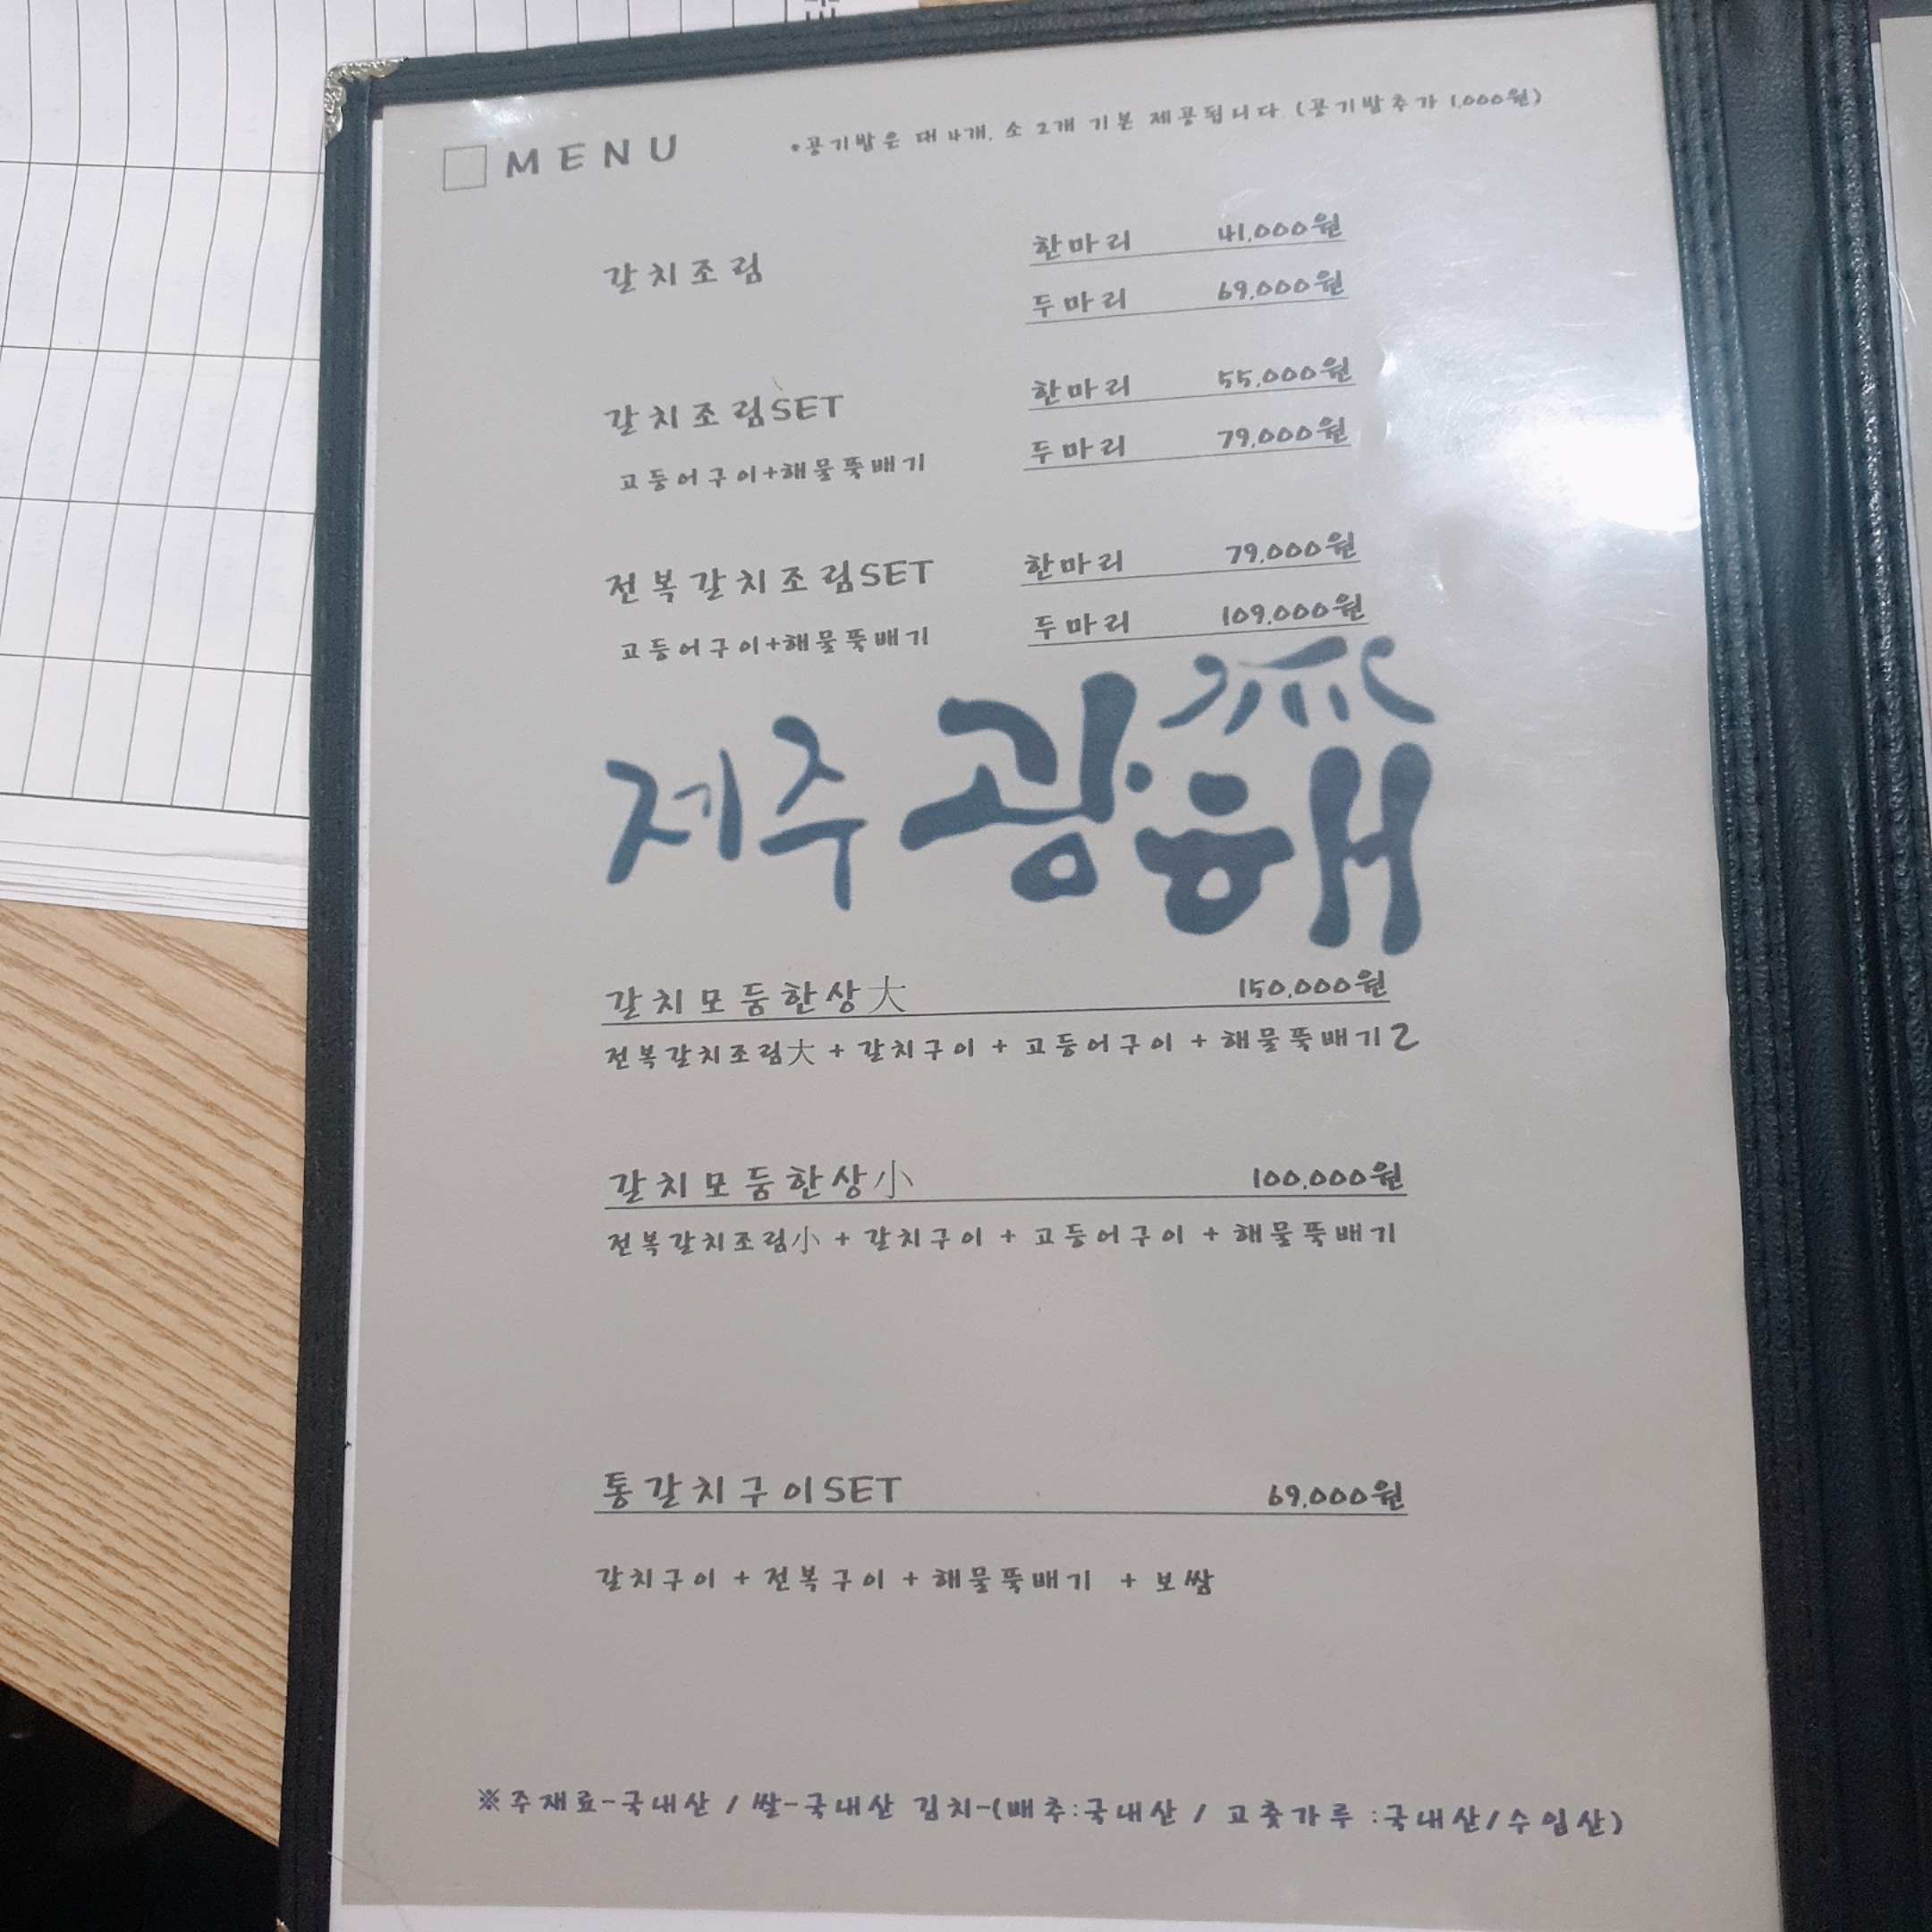 MENU *공기밥은 대 4개, 소 2개 기본 제공됩니다 (공기밥추가 1,000원)
갈치조림
한마리 41,000원
두마리 69,000원
갈치조림SET
한마리 55,000원
고등어구이+해물뚝배기
두마리 79,000원
전복갈치조림SET
한마리 79,000원
고등어구이+해물뚝배기
두마리 109,000원
제주 광해
갈치모둠한상大 150,000원
전복갈치조림大 + 갈치구이 + 고등어구이 + 해물뚝배기2
갈치모둠한상小 100,000원
전복갈치조림小 + 갈치구이 + 고등어구이 + 해물뚝배기
통갈치구이SET 69,000원
갈치구이 + 전복구이 + 해물뚝배기 + 보쌈
※주재료-국내산 / 쌀-국내산 김치-(배추:국내산 / 고춧가루 :국내산/수입산)